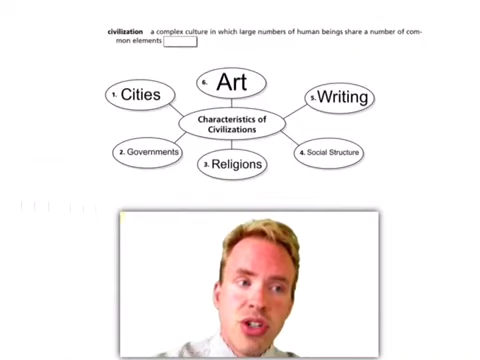 civilization a complex culture in which large numbers of human beings share a number of com-
mon elements
6. Art
1. Cities
5. Writing
Characteristics of
Civilizations
2. Governments
3. Religions
4. Social Structure